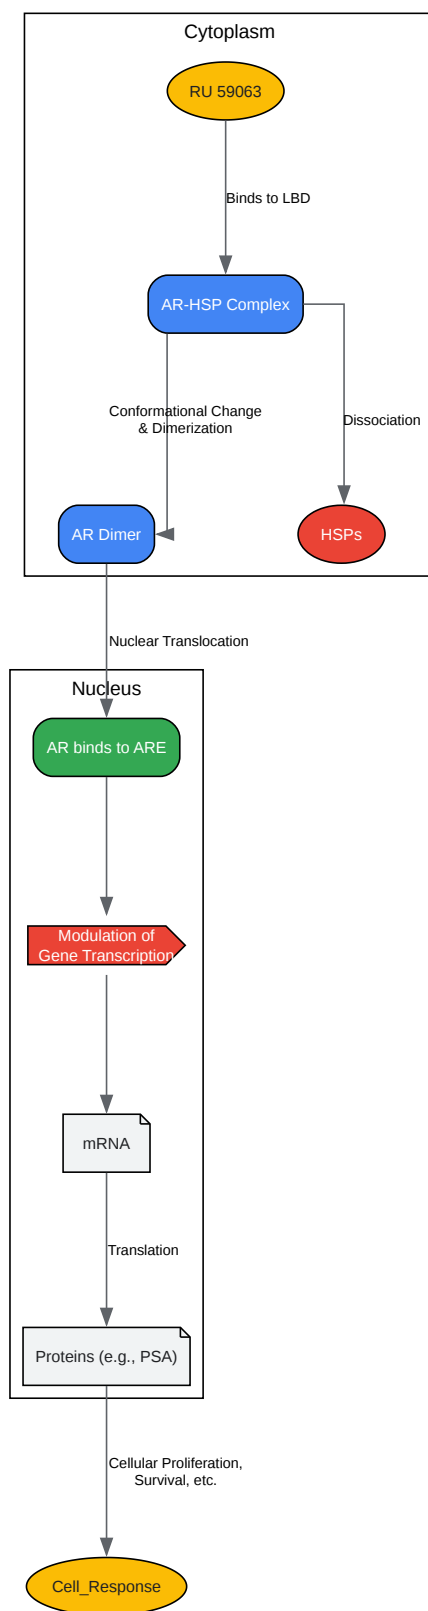 Cytoplasm
RU 59063
Binds to LBD
AR-HSP Complex
Conformational Change
& Dimerization
Dissociation
AR Dimer
HSPs
Nuclear Translocation
Nucleus
AR binds to ARE
Modulation of
Gene Transcription
mRNA
Translation
Proteins (e.g., PSA)
Cellular Proliferation,
Survival, etc.
Cell_Response